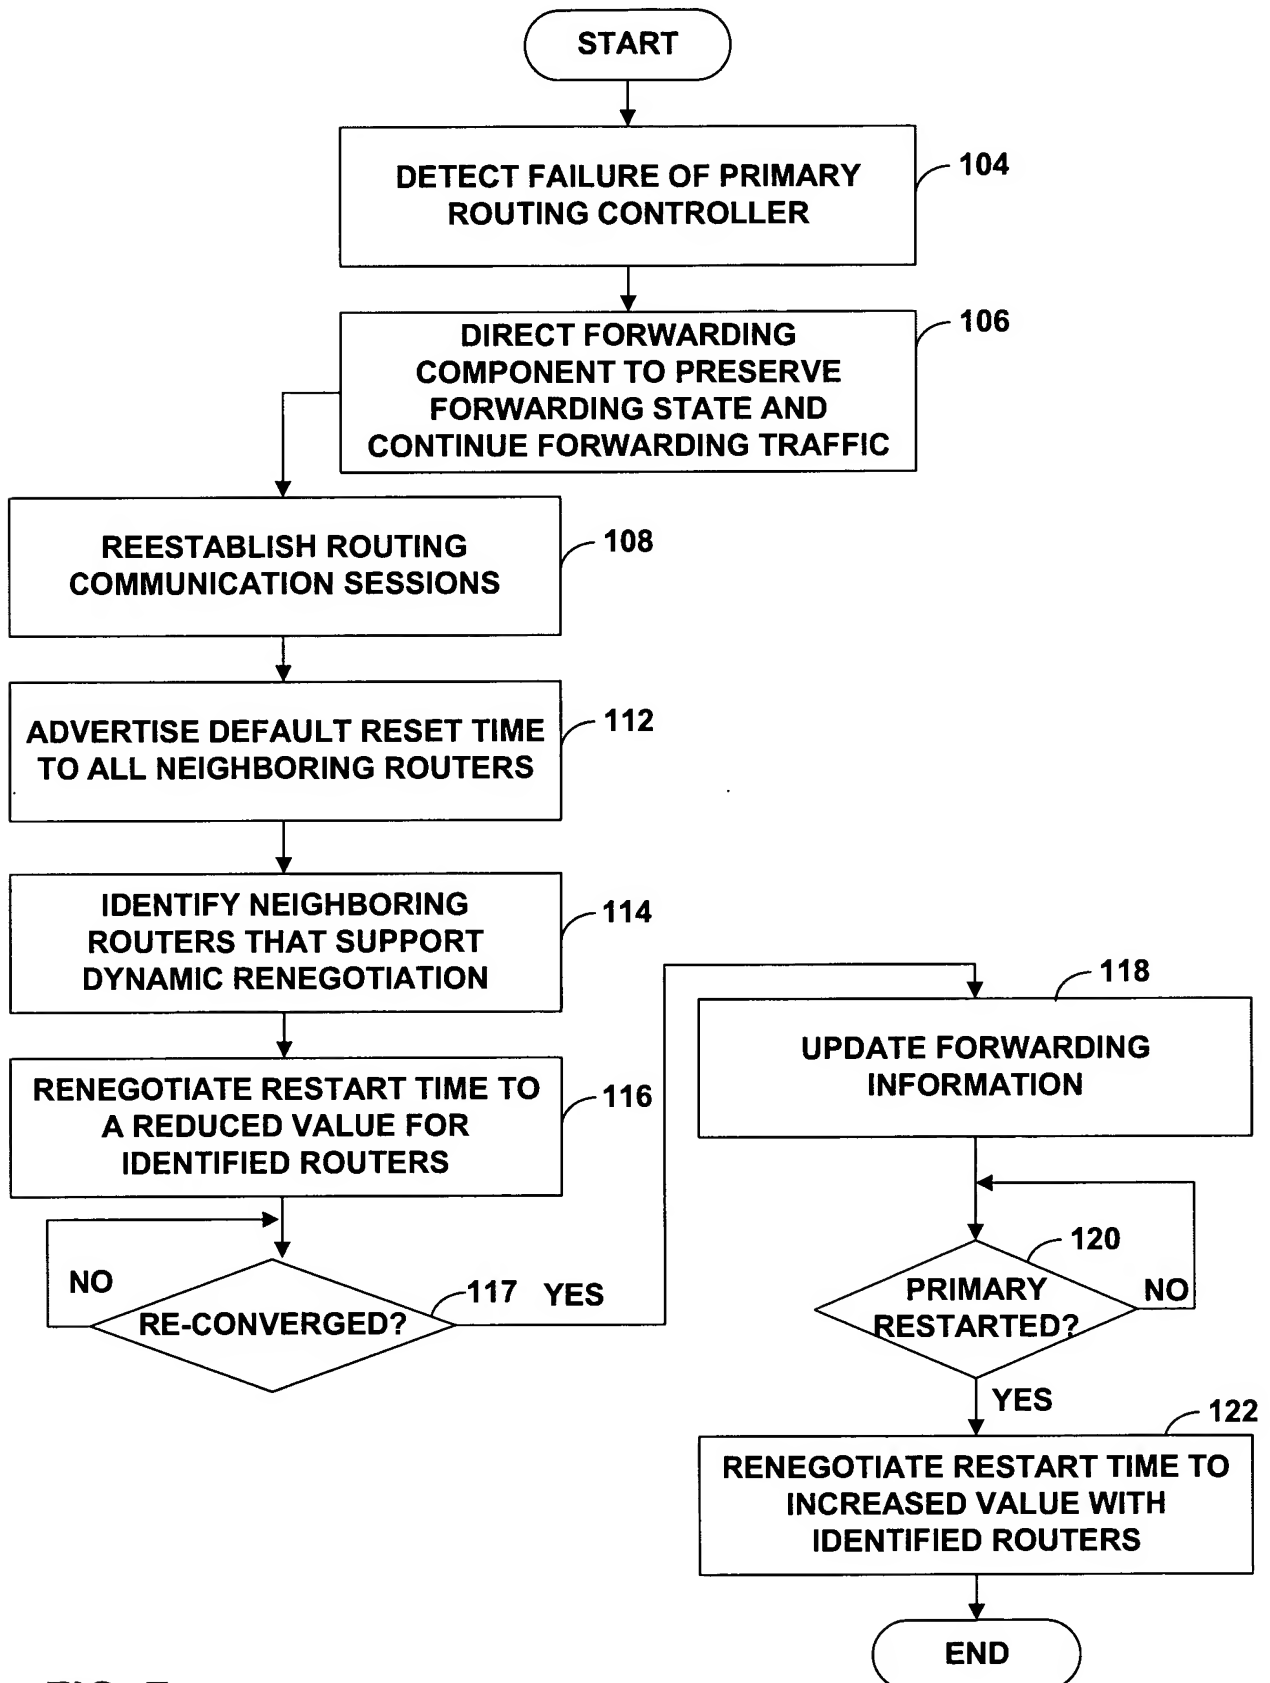 START
DETECT FAILURE OF PRIMARY
ROUTING CONTROLLER
104
DIRECT FORWARDING
COMPONENT TO PRESERVE
FORWARDING STATE AND
CONTINUE FORWARDING TRAFFIC
106
REESTABLISH ROUTING
COMMUNICATION SESSIONS
108
ADVERTISE DEFAULT RESET TIME
TO ALL NEIGHBORING ROUTERS
112
IDENTIFY NEIGHBORING
ROUTERS THAT SUPPORT
DYNAMIC RENEGOTIATION
114
RENEGOTIATE RESTART TIME TO
A REDUCED VALUE FOR
IDENTIFIED ROUTERS
116
NO
RE-CONVERGED?
117
YES
118
UPDATE FORWARDING
INFORMATION
120
PRIMARY
RESTARTED?
NO
YES
122
RENEGOTIATE RESTART TIME TO
INCREASED VALUE WITH
IDENTIFIED ROUTERS
END